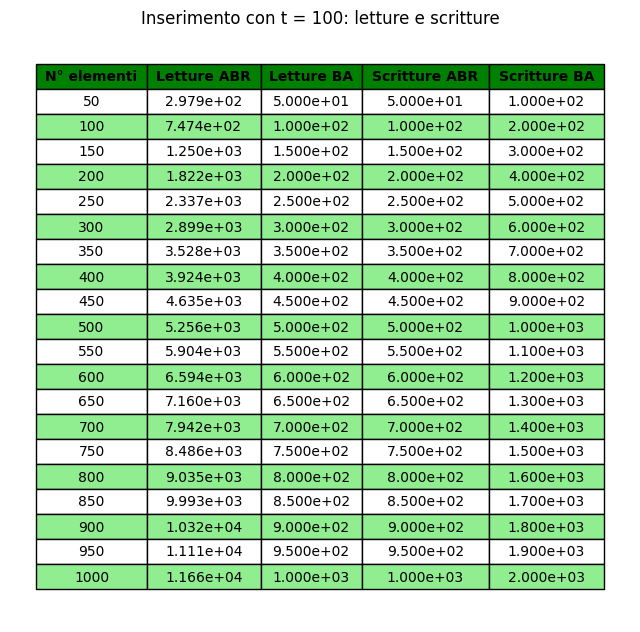 Inserimento con t = 100: letture e scritture
N° elementi Letture ABR Letture BA Scritture ABR Scritture BA
50 2.979e+02 5.000e+01 5.000e+01 1.000e+02
100 7.474e+02 1.000e+02 1.000e+02 2.000e+02
150 1.250e+03 1.500e+02 1.500e+02 3.000e+02
200 1.822e+03 2.000e+02 2.000e+02 4.000e+02
250 2.337e+03 2.500e+02 2.500e+02 5.000e+02
300 2.899e+03 3.000e+02 3.000e+02 6.000e+02
350 3.528e+03 3.500e+02 3.500e+02 7.000e+02
400 3.924e+03 4.000e+02 4.000e+02 8.000e+02
450 4.635e+03 4.500e+02 4.500e+02 9.000e+02
500 5.256e+03 5.000e+02 5.000e+02 1.000e+03
550 5.904e+03 5.500e+02 5.500e+02 1.100e+03
600 6.594e+03 6.000e+02 6.000e+02 1.200e+03
650 7.160e+03 6.500e+02 6.500e+02 1.300e+03
700 7.942e+03 7.000e+02 7.000e+02 1.400e+03
750 8.486e+03 7.500e+02 7.500e+02 1.500e+03
800 9.035e+03 8.000e+02 8.000e+02 1.600e+03
850 9.993e+03 8.500e+02 8.500e+02 1.700e+03
900 1.032e+04 9.000e+02 9.000e+02 1.800e+03
950 1.111e+04 9.500e+02 9.500e+02 1.900e+03
1000 1.166e+04 1.000e+03 1.000e+03 2.000e+03